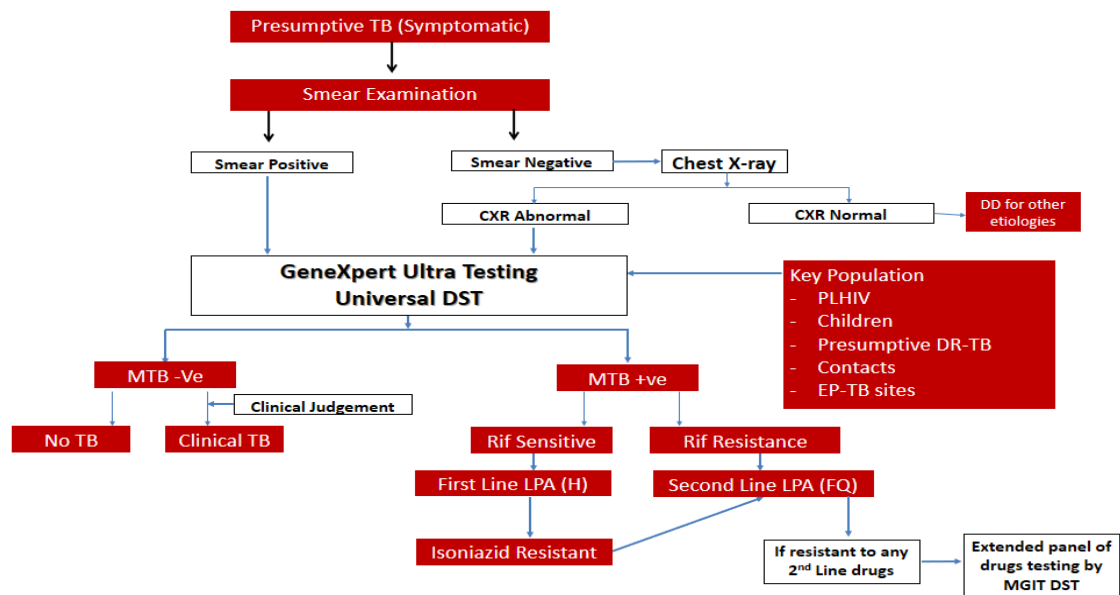 Presumptive TB (Symptomatic)
Smear Examination
Smear Positive
Smear Negative
Chest X-ray
CXR Abnormal
CXR Normal
DD for other
etiologies
GeneXpert Ultra Testing
Universal DST
Key Population
- PLHIV
- Children
- Presumptive DR-TB
- Contacts
- EP-TB sites
MTB -Ve
MTB +ve
Clinical Judgement
No TB
Clinical TB
Rif Sensitive
Rif Resistance
First Line LPA (H)
Second Line LPA (FQ)
Isoniazid Resistant
If resistant to any
2nd Line drugs
Extended panel of
drugs testing by
MGIT DST